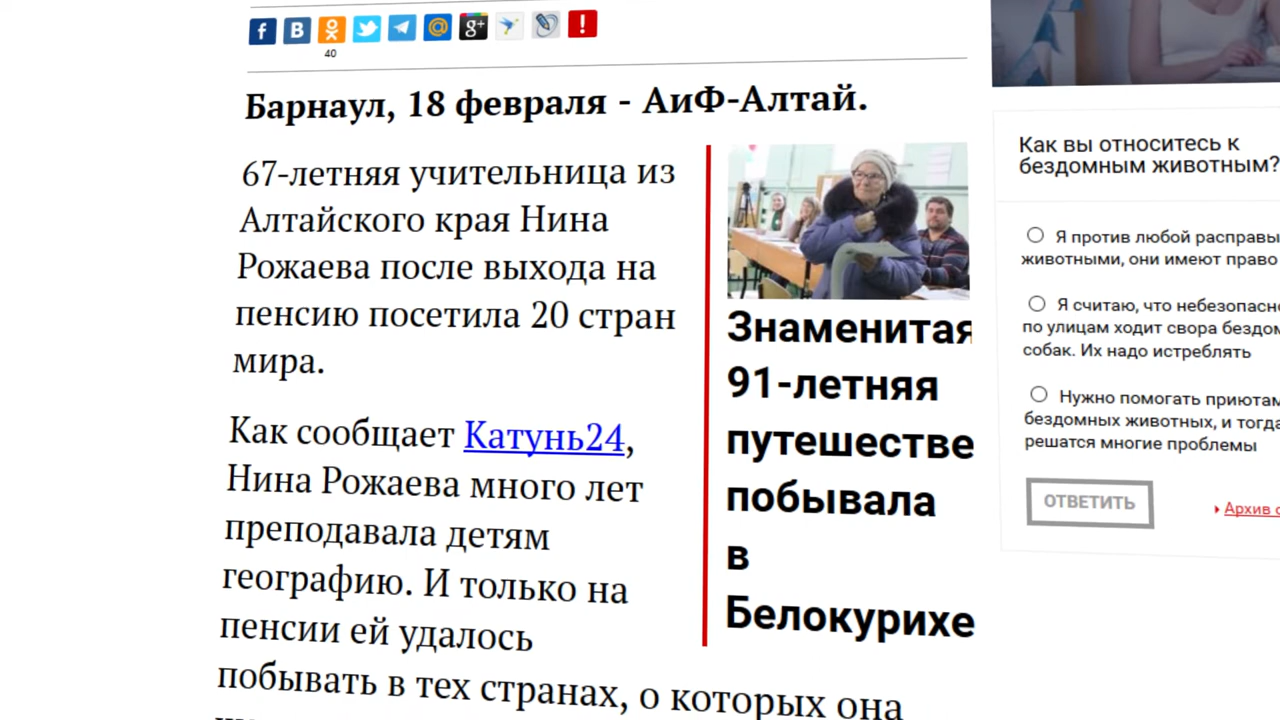 40
Барнаул, 18 февраля - АиФ-Алтай.
67-летняя учительница из
Алтайского края Нина
Рожаева после выхода на
пенсию посетила 20 стран
мира.
Как сообщает Катунь24,
Нина Рожаева много лет
преподавала детям
географию. И только на
пенсии ей удалось
побывать в тех странах, о которых она
Знаменитая
91-летняя
путешестве
побывала
в
Белокурихе
Как вы относитесь к
бездомным животным?
Я против любой расправы
животными, они имеют право
Я считаю, что небезопасно
по улицам ходит свора бездом
собак. Их надо истреблять
Нужно помогать приютам
бездомных животных, и тогда
решатся многие проблемы
ОТВЕТИТЬ
Архив о